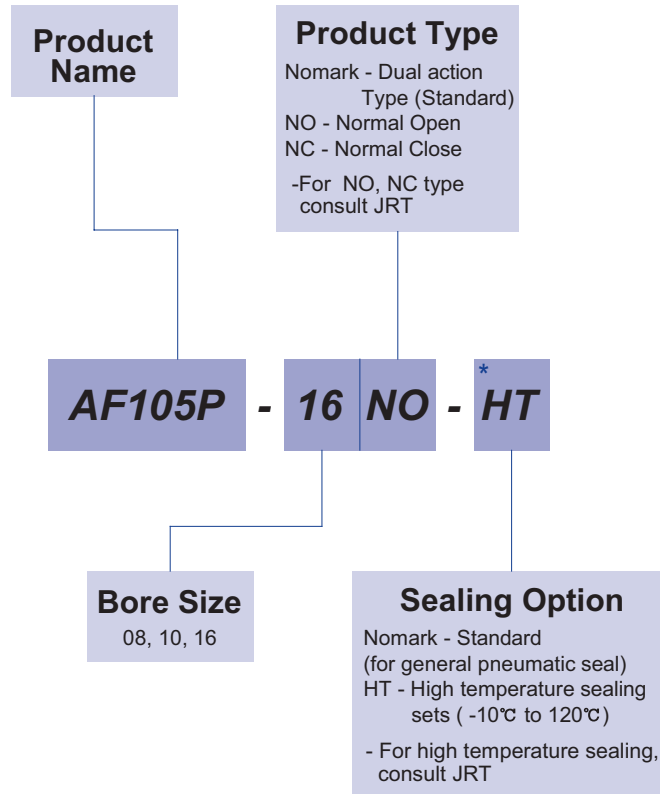 Product
Name
Product Type
Nomark - Dual action
Type (Standard)
NO - Normal Open
NC - Normal Close
-For NO, NC type
consult JRT
AF105P - 16 NO - *HT
Bore Size
08, 10, 16
Sealing Option
Nomark - Standard
(for general pneumatic seal)
HT - High temperature sealing
sets ( -10℃ to 120℃)
- For high temperature sealing,
consult JRT